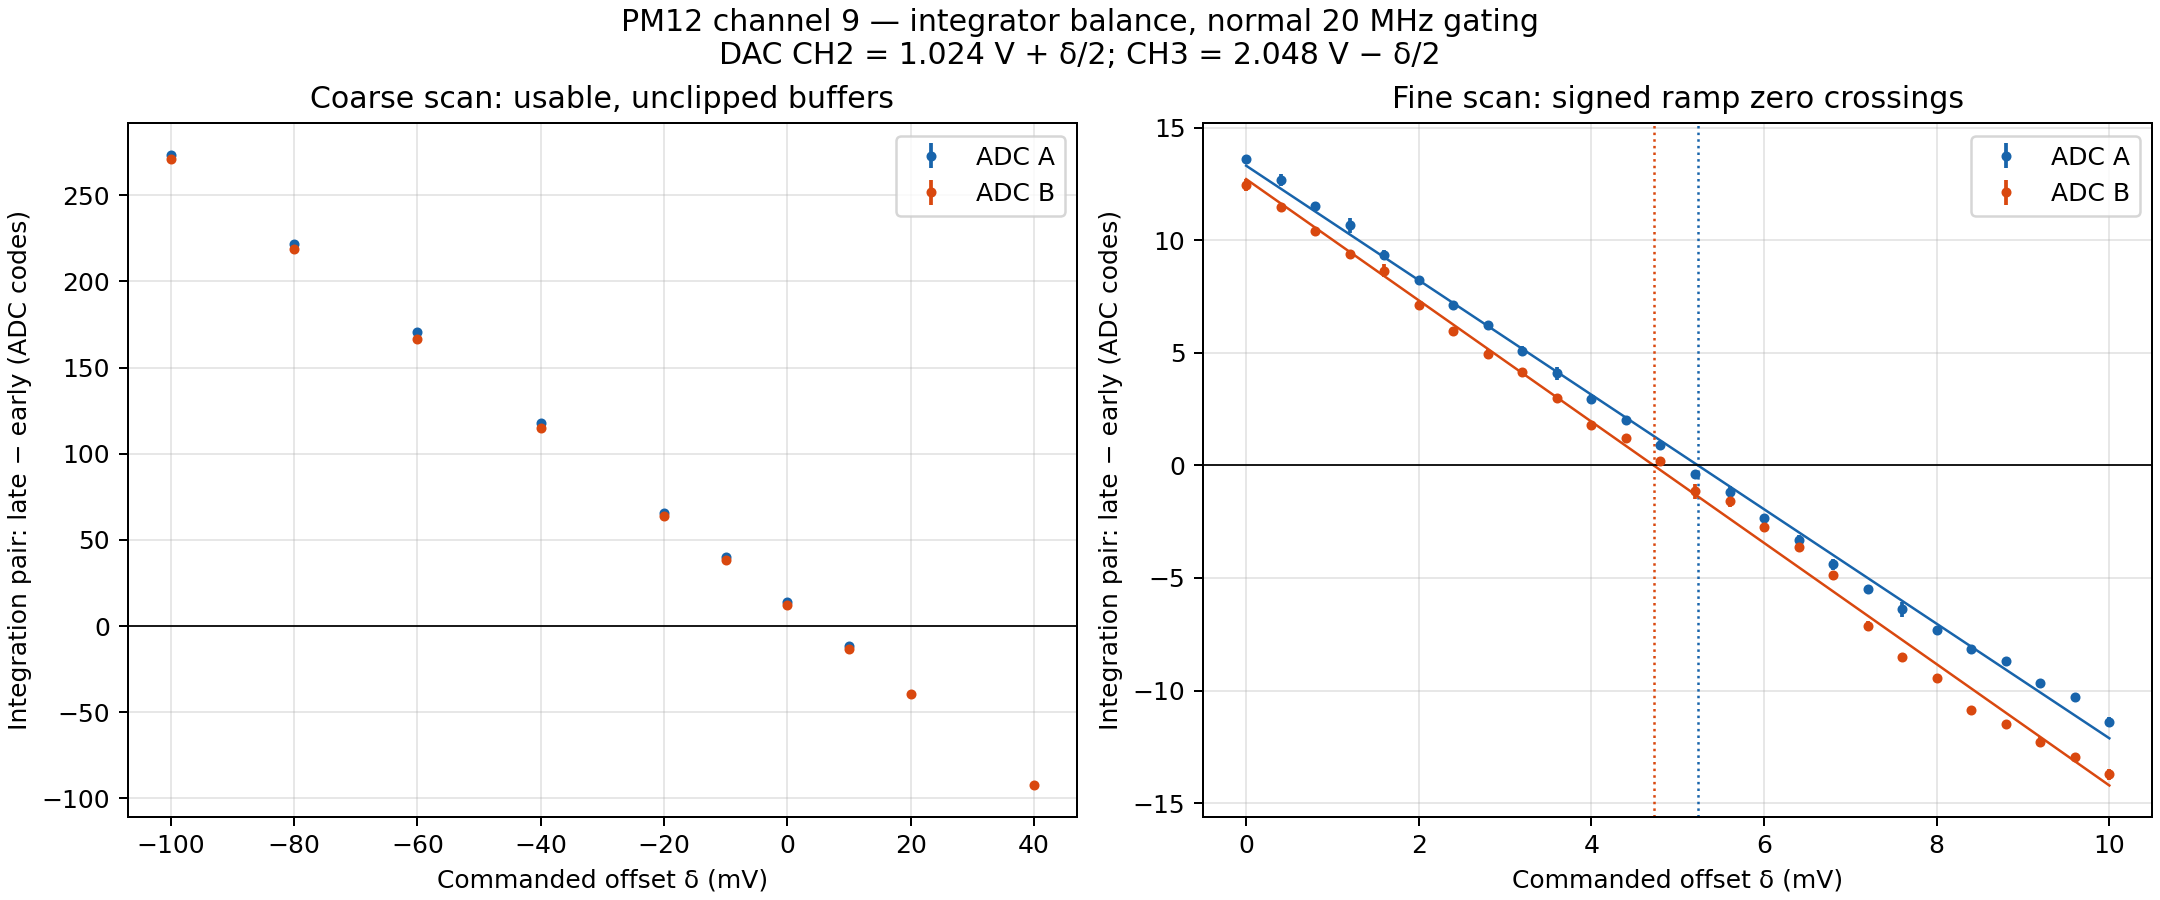 PM12 channel 9 — integrator balance, normal 20 MHz gating
DAC CH2 = 1.024 V + δ/2; CH3 = 2.048 V − δ/2
Coarse scan: usable, unclipped buffers
ADC A
ADC B
Integration pair: late − early (ADC codes)
250
200
150
100
50
0
−50
−100
−100 −80 −60 −40 −20 0 20 40
Commanded offset δ (mV)
Fine scan: signed ramp zero crossings
ADC A
ADC B
Integration pair: late − early (ADC codes)
15
10
5
0
−5
−10
−15
0 2 4 6 8 10
Commanded offset δ (mV)